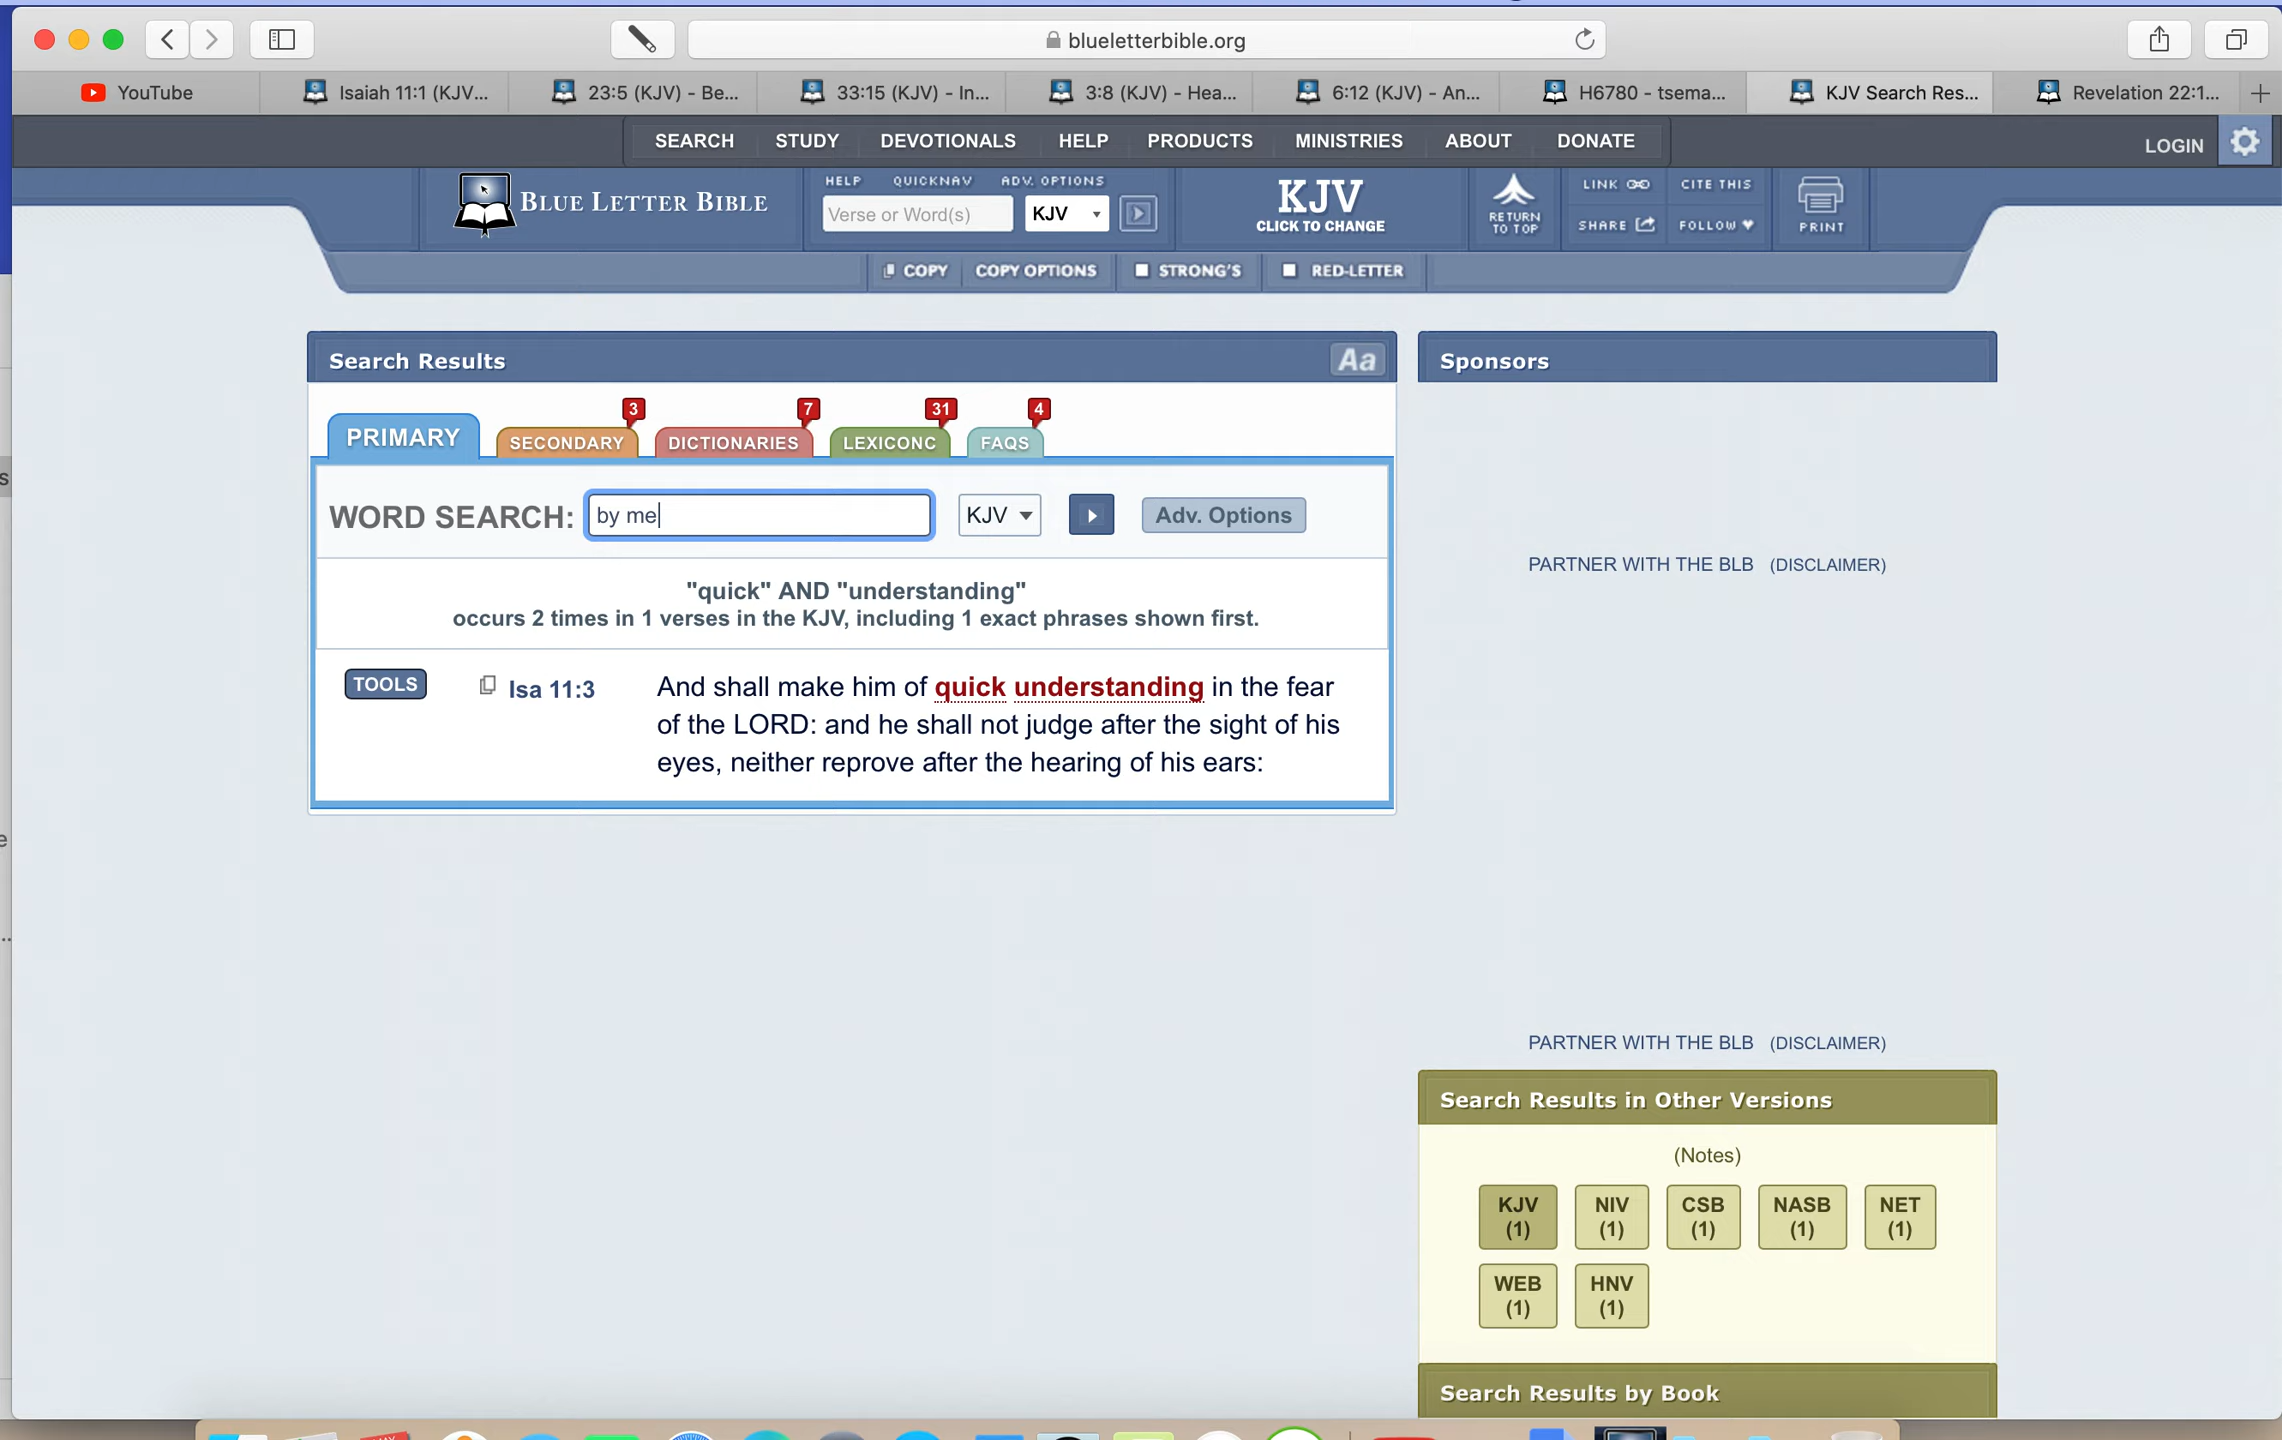 blueletterbible.org
YouTube
Isaiah 11:1 (KJV...
23:5 (KJV) - Be...
33:15 (KJV) - In...
3:8 (KJV) - Hea...
6:12 (KJV) - An...
H6780 - tsema...
KJV Search Res...
Revelation 22:1...
SEARCH STUDY DEVOTIONALS HELP PRODUCTS MINISTRIES ABOUT DONATE
LOGIN
BLUE LETTER BIBLE
HELP QUICKNAV ADV. OPTIONS
Verse or Word(s)
KJV
KJV
CLICK TO CHANGE
RETURN
TO TOP
LINK
CITE THIS
SHARE
FOLLOW
PRINT
COPY COPY OPTIONS STRONG'S RED-LETTER
Search Results
Aa
PRIMARY
SECONDARY
3
DICTIONARIES
7
LEXICONC
31
FAQS
4
WORD SEARCH:
by me
KJV
Adv. Options
"quick" AND "understanding"
occurs 2 times in 1 verses in the KJV, including 1 exact phrases shown first.
TOOLS
Isa 11:3
And shall make him of quick understanding in the fear
of the LORD: and he shall not judge after the sight of his
eyes, neither reprove after the hearing of his ears:
Sponsors
PARTNER WITH THE BLB (DISCLAIMER)
PARTNER WITH THE BLB (DISCLAIMER)
Search Results in Other Versions
(Notes)
KJV
(1)
NIV
(1)
CSB
(1)
NASB
(1)
NET
(1)
WEB
(1)
HNV
(1)
Search Results by Book